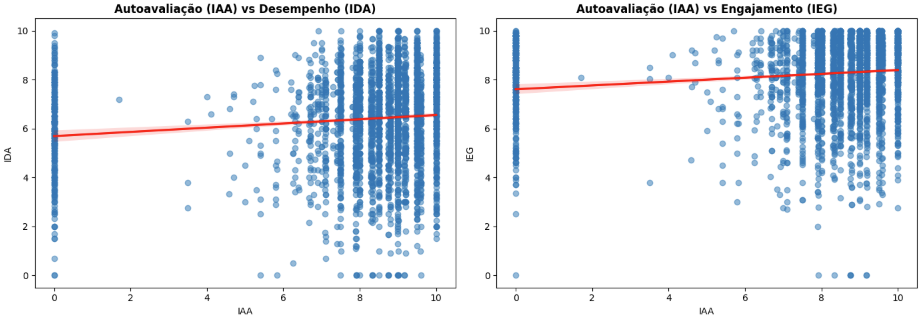 Autoavaliação (IAA) vs Desempenho (IDA)
10
8
6
4
2
0
IDA
0 2 4 6 8 10
IAA
Autoavaliação (IAA) vs Engajamento (IEG)
10
8
6
4
2
0
IEG
0 2 4 6 8 10
IAA